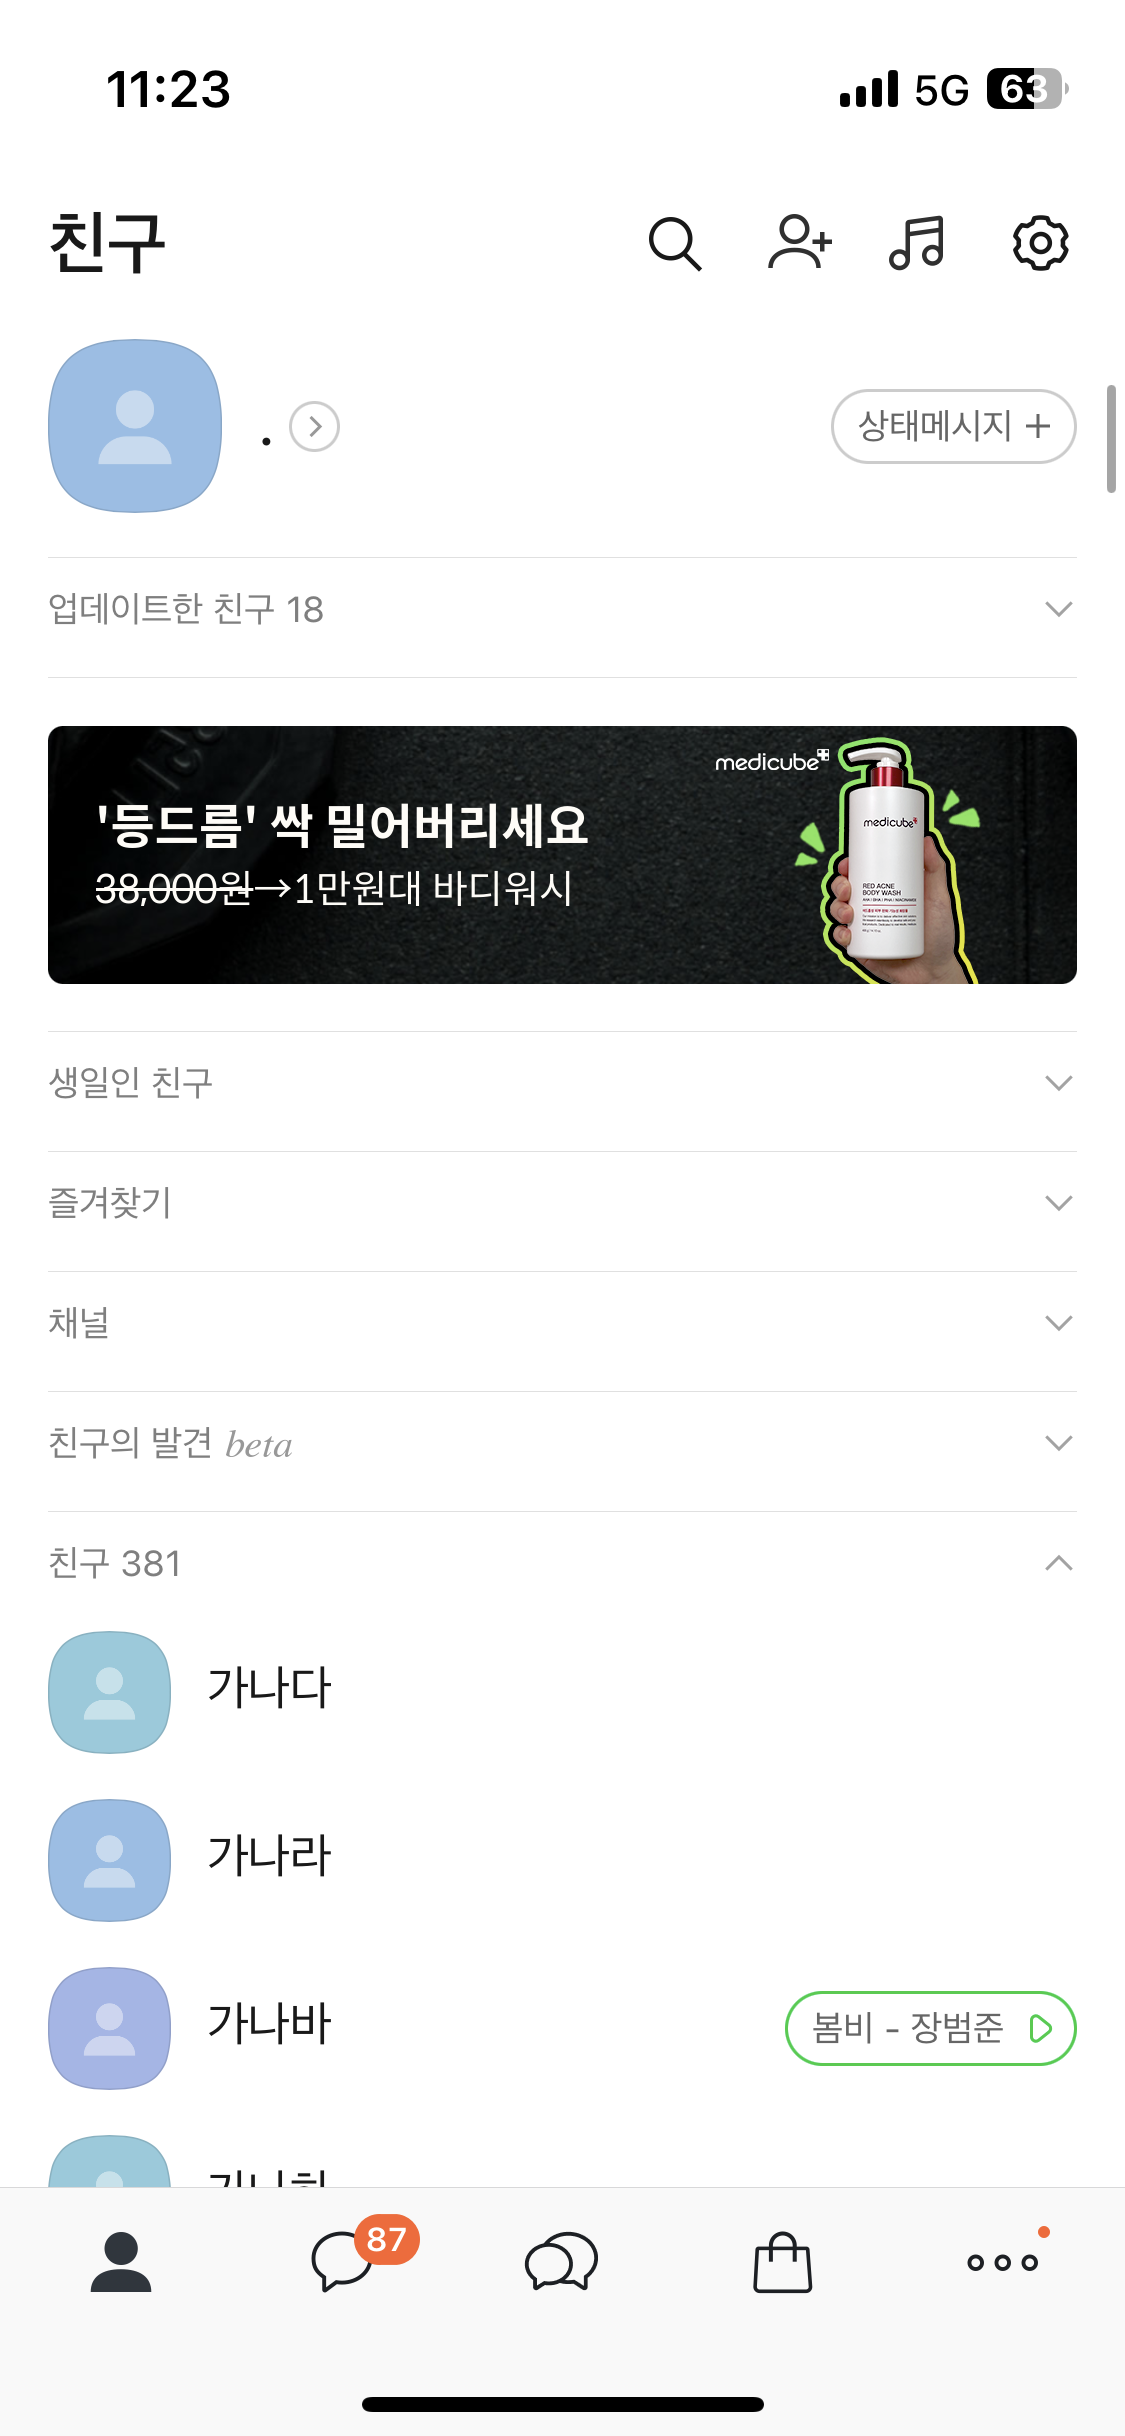 11:23
5G
63
친구
.
상태메시지
업데이트한 친구 18
medicube
'등드름' 싹 밀어버리세요
38,000원→1만원대 바디워시
medicube
RED ACNE
BODY WASH
AHA / BHA / PHA / NIACINAMIDE
생일인 친구
즐겨찾기
채널
친구의 발견 beta
친구 381
가나다
가나라
가나바
봄비 - 장범준
87